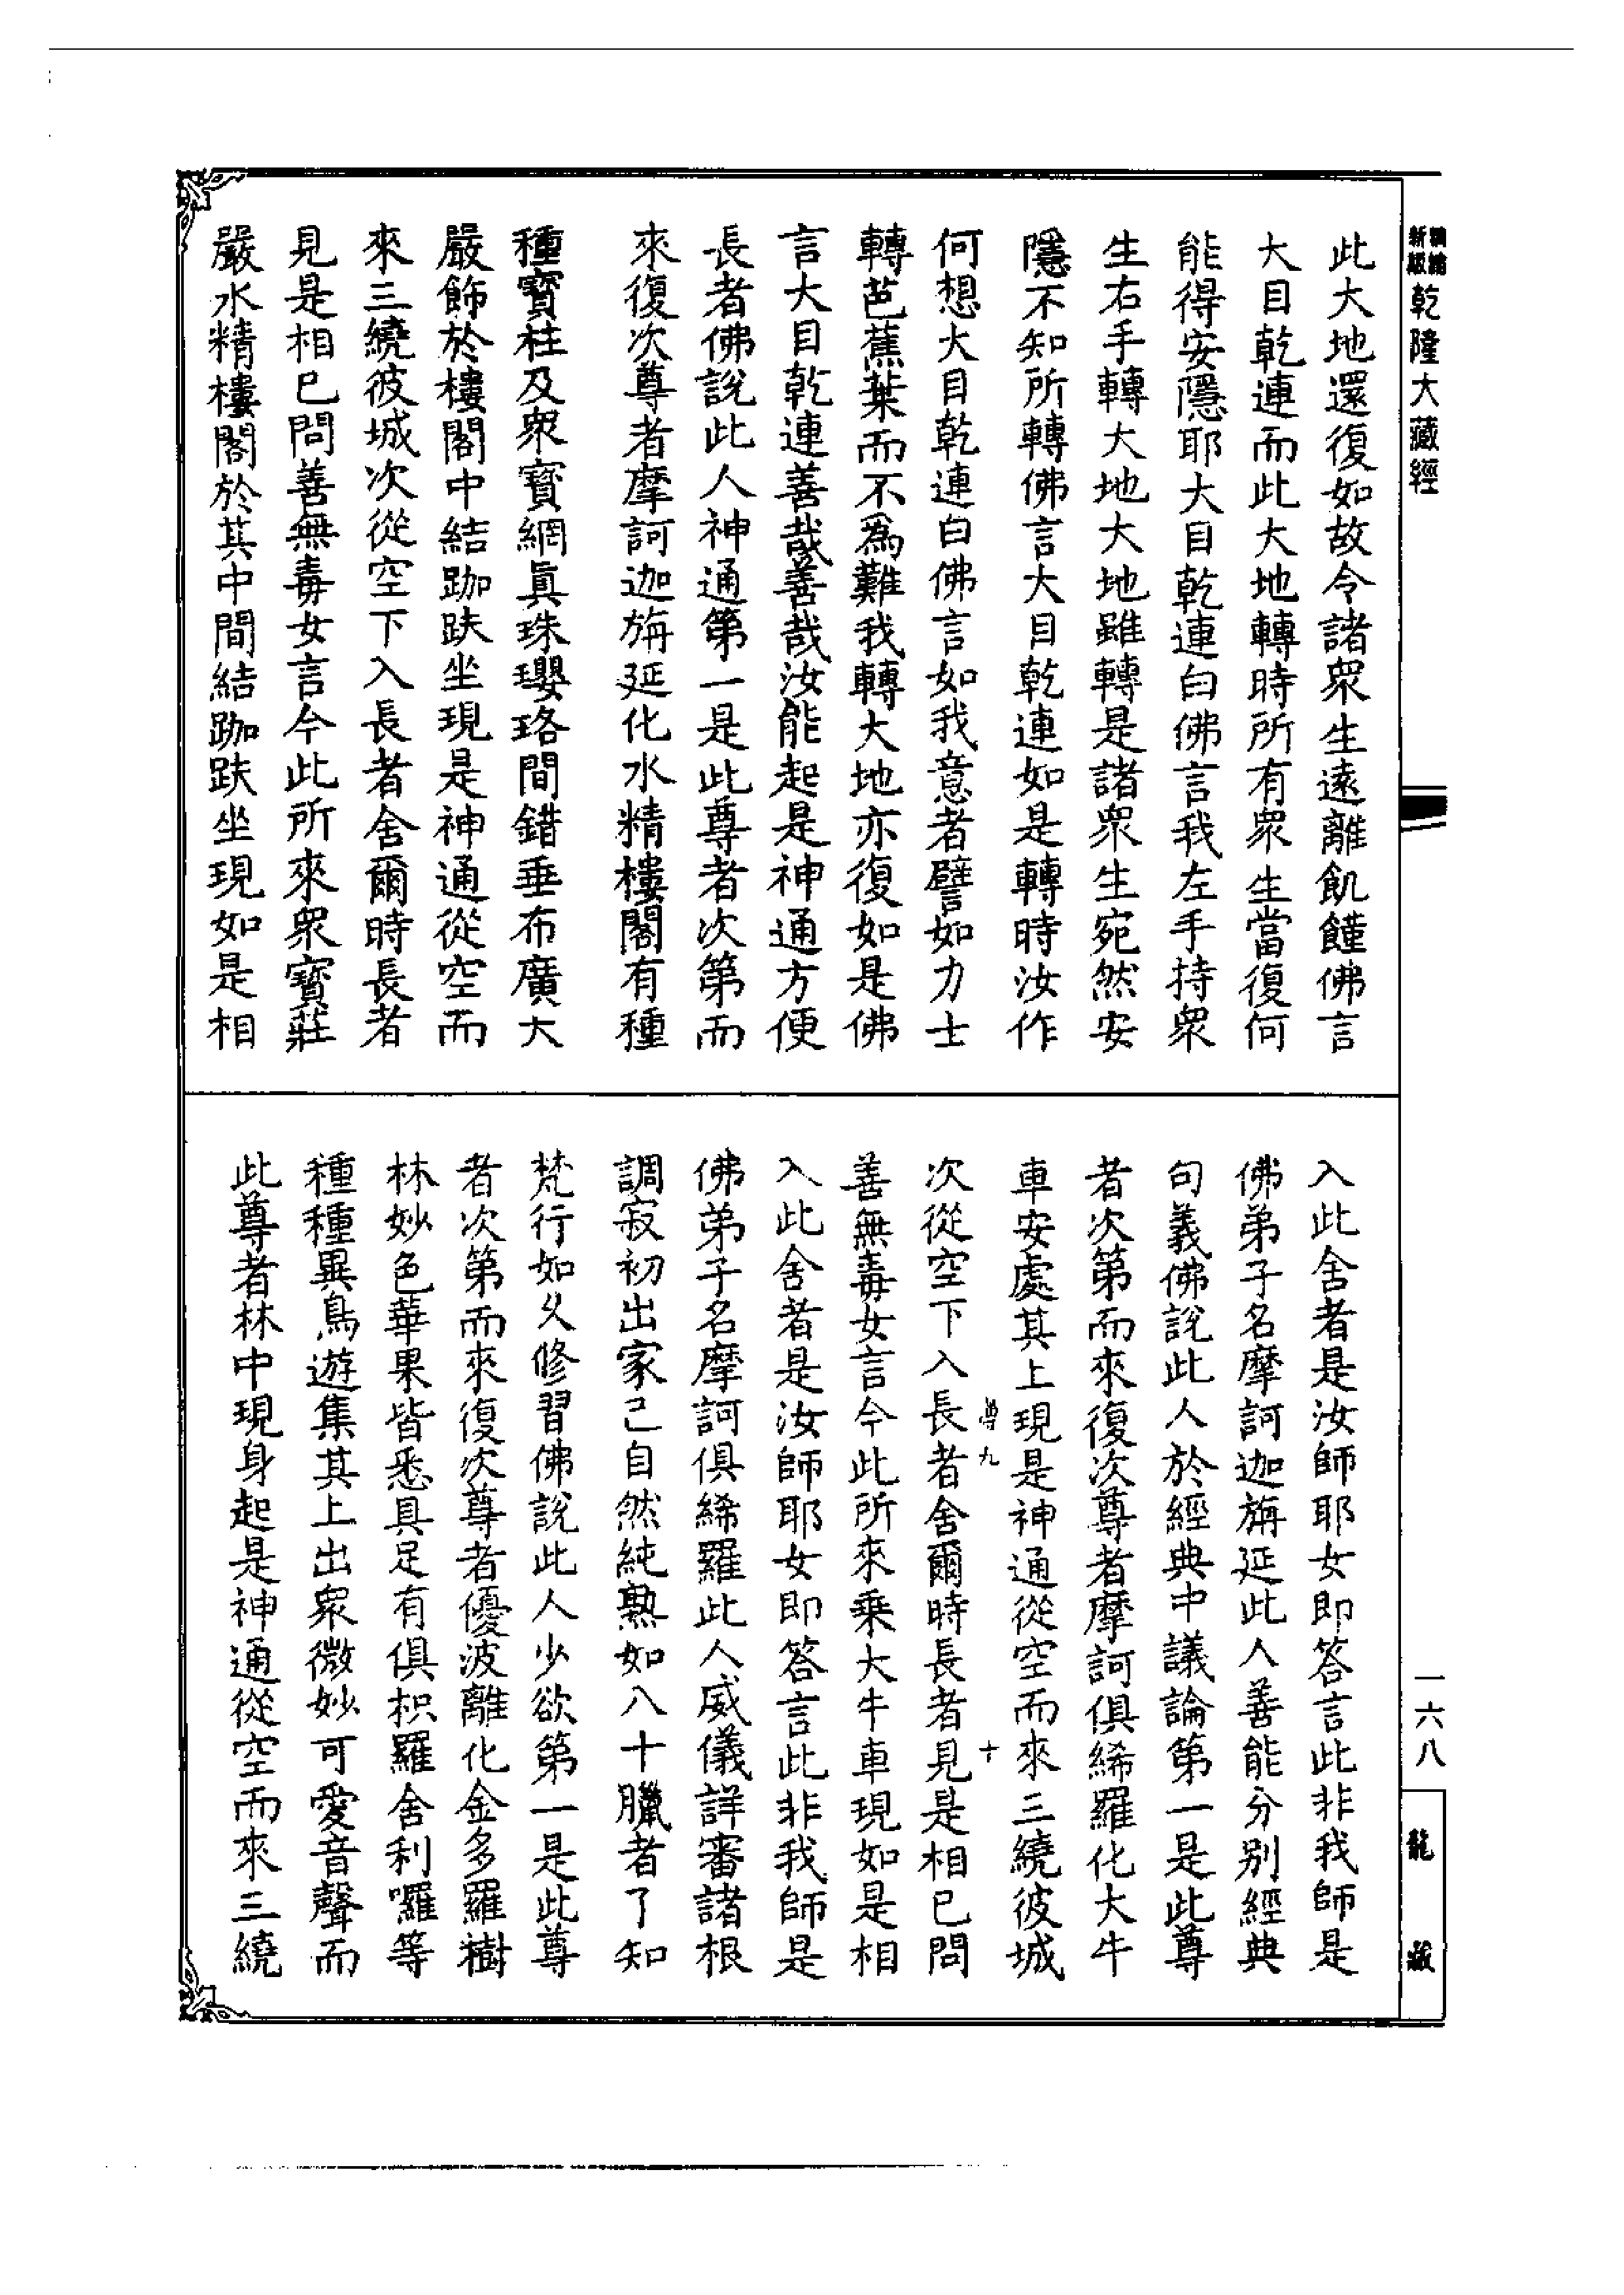 新版
乾隆大藏經
此大地還復如故令諸衆生遠離飢饉佛言
大目乾連而此大地轉時所有衆生當復何
能得安隱耶大目乾連白佛言我左手持衆
生右手轉大地大地雖轉是諸衆生宛然安
隱不知所轉佛言大目乾連如是轉時汝作
何想大目乾連白佛言如我意者譬如力士
轉芭蕉葉而不爲難我轉大地亦復如是佛
言大目乾連善哉善哉汝能起是神通方便
長者佛說此人神通第一是此尊者次第而
來復次尊者摩訶迦旃延化水精樓閣有種
種寳柱及衆寳網眞珠瓔珞間錯垂布廣大
嚴飾於樓閣中結跏趺坐現是神通從空而
來三繞彼城次從空下入長者舍爾時長者
見是相已問善無毒女言今此所來衆寳莊
嚴水精樓閣於其中間結跏趺坐現如是相
入此舍者是汝師耶女即答言此非我師是
佛弟子名摩訶迦旃延此人善能分别經典
句義佛說此人於經典中議論第一是此尊
者次第而來復次尊者摩訶俱絺羅化大牛
車安處其上現是神通從空而來三繞彼城
尊九
十
次從空下入長者舍爾時長者見是相已問
善無毒女言今此所來乗大牛車現如是相
入此舍者是汝師耶女即答言此非我師是
佛弟子名摩訶俱絺羅此人威儀詳審諸根
調寂初出家已自然純熟如八十臘者了知
梵行如久修習佛說此人少欲第一是此尊
者次第而來復次尊者優波離化金多羅樹
林妙色華果皆悉具足有俱枳羅舍利囉等
種種異鳥遊集其上出衆微妙可愛音聲而
此尊者林中現身起是神通從空而來三繞
一六八
龍藏